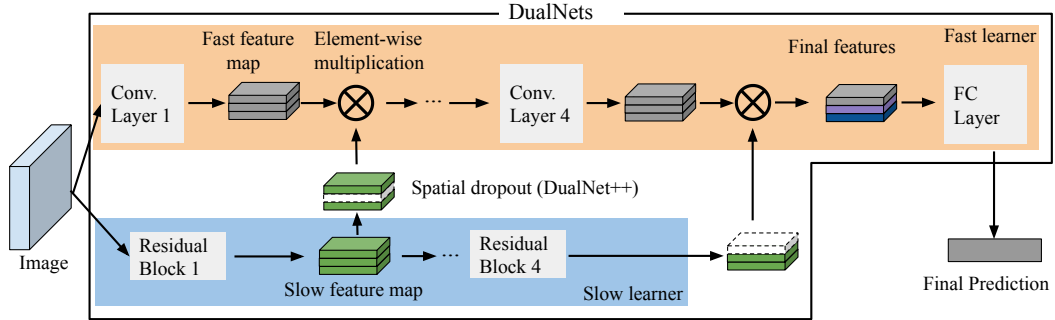 DualNets
Fast feature
map
Element-wise
multiplication
Final features
Fast learner
Conv.
Layer 1
...
Conv.
Layer 4
FC
Layer
Spatial dropout (DualNet++)
Image
Residual
Block 1
Slow feature map
...
Residual
Block 4
Slow learner
Final Prediction